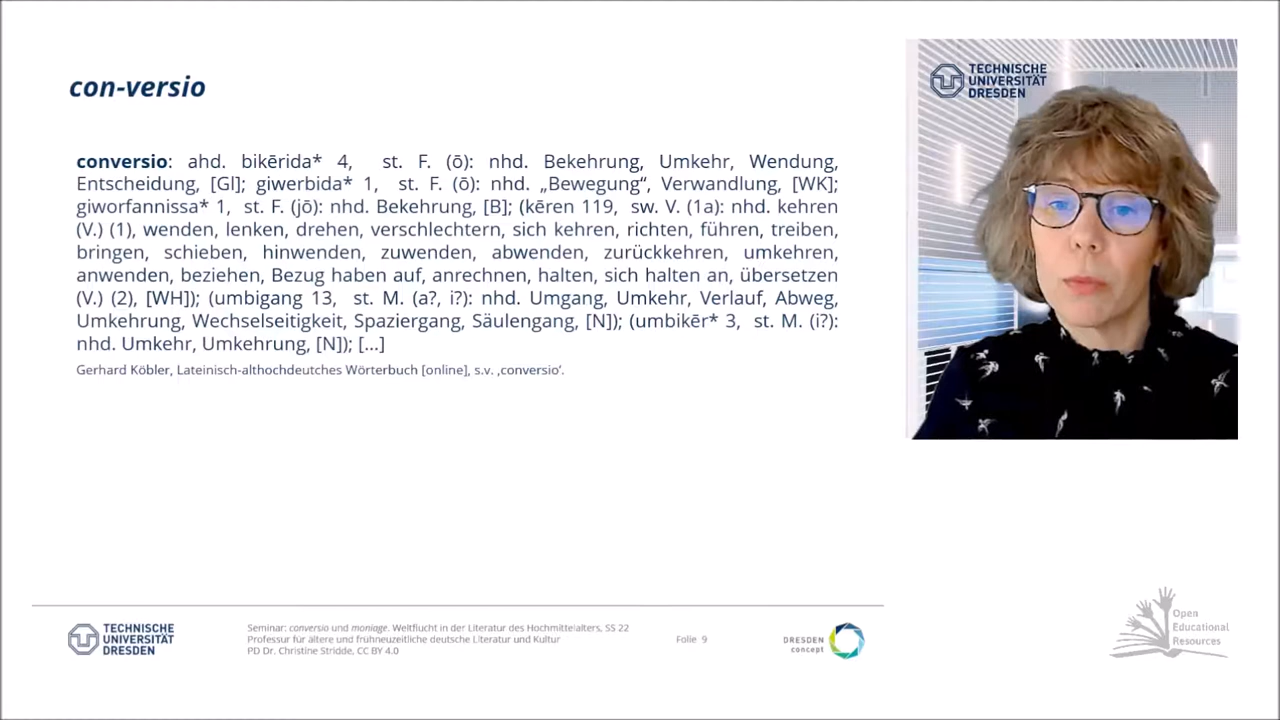 con-versio
conversio: ahd. bikērida* 4, st. F. (ō): nhd. Bekehrung, Umkehr, Wendung,
Entscheidung, [Gl]; giwerbida* 1, st. F. (ō): nhd. „Bewegung“, Verwandlung, [WK];
giworfannissa* 1, st. F. (jō): nhd. Bekehrung, [B]; (kēren 119, sw. V. (1a): nhd. kehren
(V.) (1), wenden, lenken, drehen, verschlechtern, sich kehren, richten, führen, treiben,
bringen, schieben, hinwenden, zuwenden, abwenden, zurückkehren, umkehren,
anwenden, beziehen, Bezug haben auf, anrechnen, halten, sich halten an, übersetzen
(V.) (2), [WH]); (umbigang 13, st. M. (a?, i?): nhd. Umgang, Umkehr, Verlauf, Abweg,
Umkehrung, Wechselseitigkeit, Spaziergang, Säulengang, [N]); (umbikēr* 3, st. M. (i?):
nhd. Umkehr, Umkehrung, [N]); [...]
Gerhard Köbler, Lateinisch-althochdeutches Wörterbuch [online], s.v. ‚conversio‘.
TECHNISCHE
UNIVERSITÄT
DRESDEN
TECHNISCHE
UNIVERSITÄT
DRESDEN
Seminar: conversio und moniage. Weltflucht in der Literatur des Hochmittelalters, SS 22
Professur für ältere und frühneuzeitliche deutsche Literatur und Kultur
PD Dr. Christine Stridde, CC BY 4.0
Folie 9
DRESDEN
concept
Open
Educational
Resources